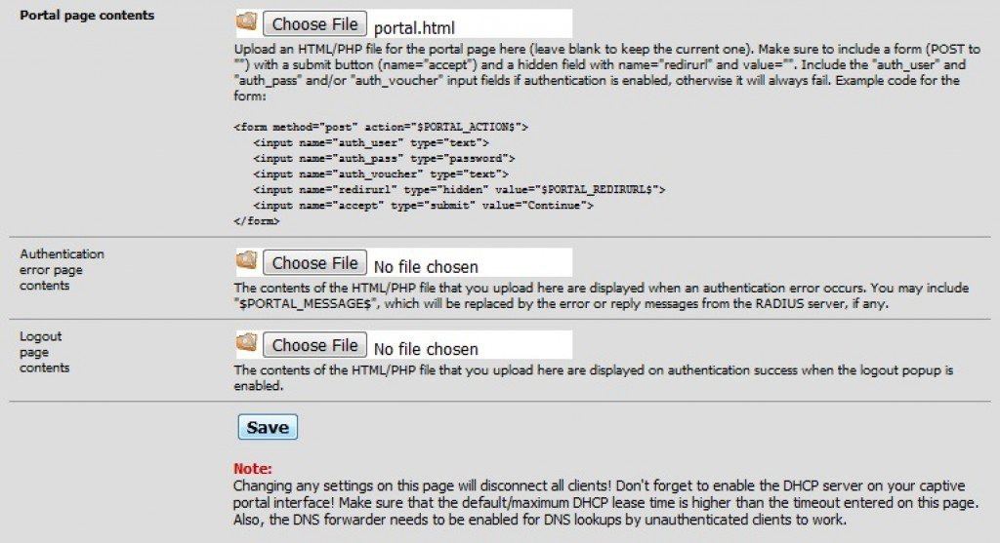 Portal page contents
Choose File portal.html
Upload an HTML/PHP file for the portal page here (leave blank to keep the current one). Make sure to include a form (POST to
"") with a submit button (name="accept") and a hidden field with name="redirurl" and value="". Include the "auth_user" and
"auth_pass" and/or "auth_voucher" input fields if authentication is enabled, otherwise it will always fail. Example code for the
form:
<form method="post" action="$PORTAL_ACTION$">
<input name="auth_user" type="text">
<input name="auth_pass" type="password">
<input name="auth_voucher" type="text">
<input name="redirurl" type="hidden" value="$PORTAL_REDIRURL$">
<input name="accept" type="submit" value="Continue">
</form>
Authentication
error page
contents
Choose File No file chosen
The contents of the HTML/PHP file that you upload here are displayed when an authentication error occurs. You may include
"$PORTAL_MESSAGE$", which will be replaced by the error or reply messages from the RADIUS server, if any.
Logout
page
contents
Choose File No file chosen
The contents of the HTML/PHP file that you upload here are displayed on authentication success when the logout popup is
enabled.
Save
Note:
Changing any settings on this page will disconnect all clients! Don't forget to enable the DHCP server on your captive
portal interface! Make sure that the default/maximum DHCP lease time is higher than the timeout entered on this page.
Also, the DNS forwarder needs to be enabled for DNS lookups by unauthenticated clients to work.